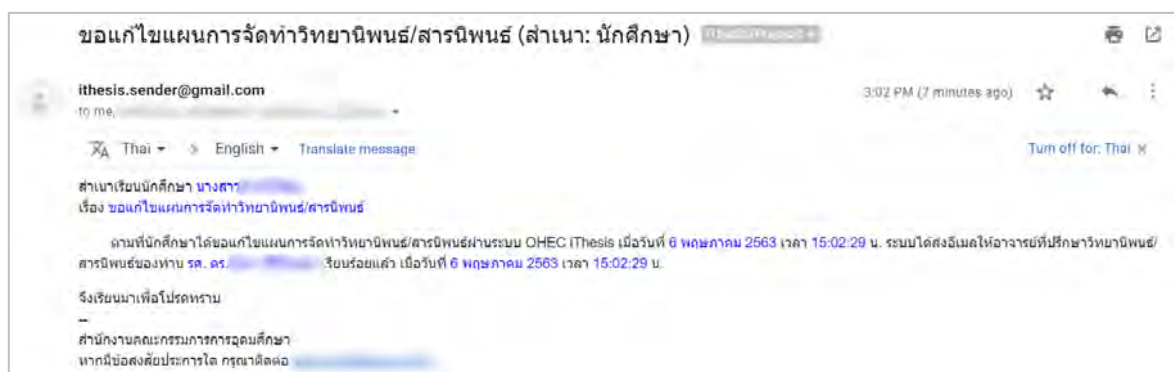 ขอแก้ไขแผนการจัดทำวิทยานิพนธ์/สารนิพนธ์ (สำเนา: นักศึกษา)
ithesis.sender@gmail.com
3:02 PM (7 minutes ago)
to me,
Thai > English Translate message
Turn off for: Thai x
สำเนาเรียนนักศึกษา นางสาว
เรื่อง ขอแก้ไขแผนการจัดทำวิทยานิพนธ์/สารนิพนธ์
ตามที่นักศึกษาได้ขอแก้ไขแผนการจัดทำวิทยานิพนธ์/สารนิพนธ์ผ่านระบบ OHEC iThesis เมื่อวันที่ 6 พฤษภาคม 2563 เวลา 15:02:29 น. ระบบได้ส่งอีเมลให้อาจารย์ที่ปรึกษาวิทยานิพนธ์/
สารนิพนธ์ของท่าน รศ. ดร. เรียบร้อยแล้ว เมื่อวันที่ 6 พฤษภาคม 2563 เวลา 15:02:29 น.
จึงเรียนมาเพื่อโปรดทราบ
--
สำนักงานคณะกรรมการการอุดมศึกษา
หากมีข้อสงสัยประการใด กรุณาติดต่อ